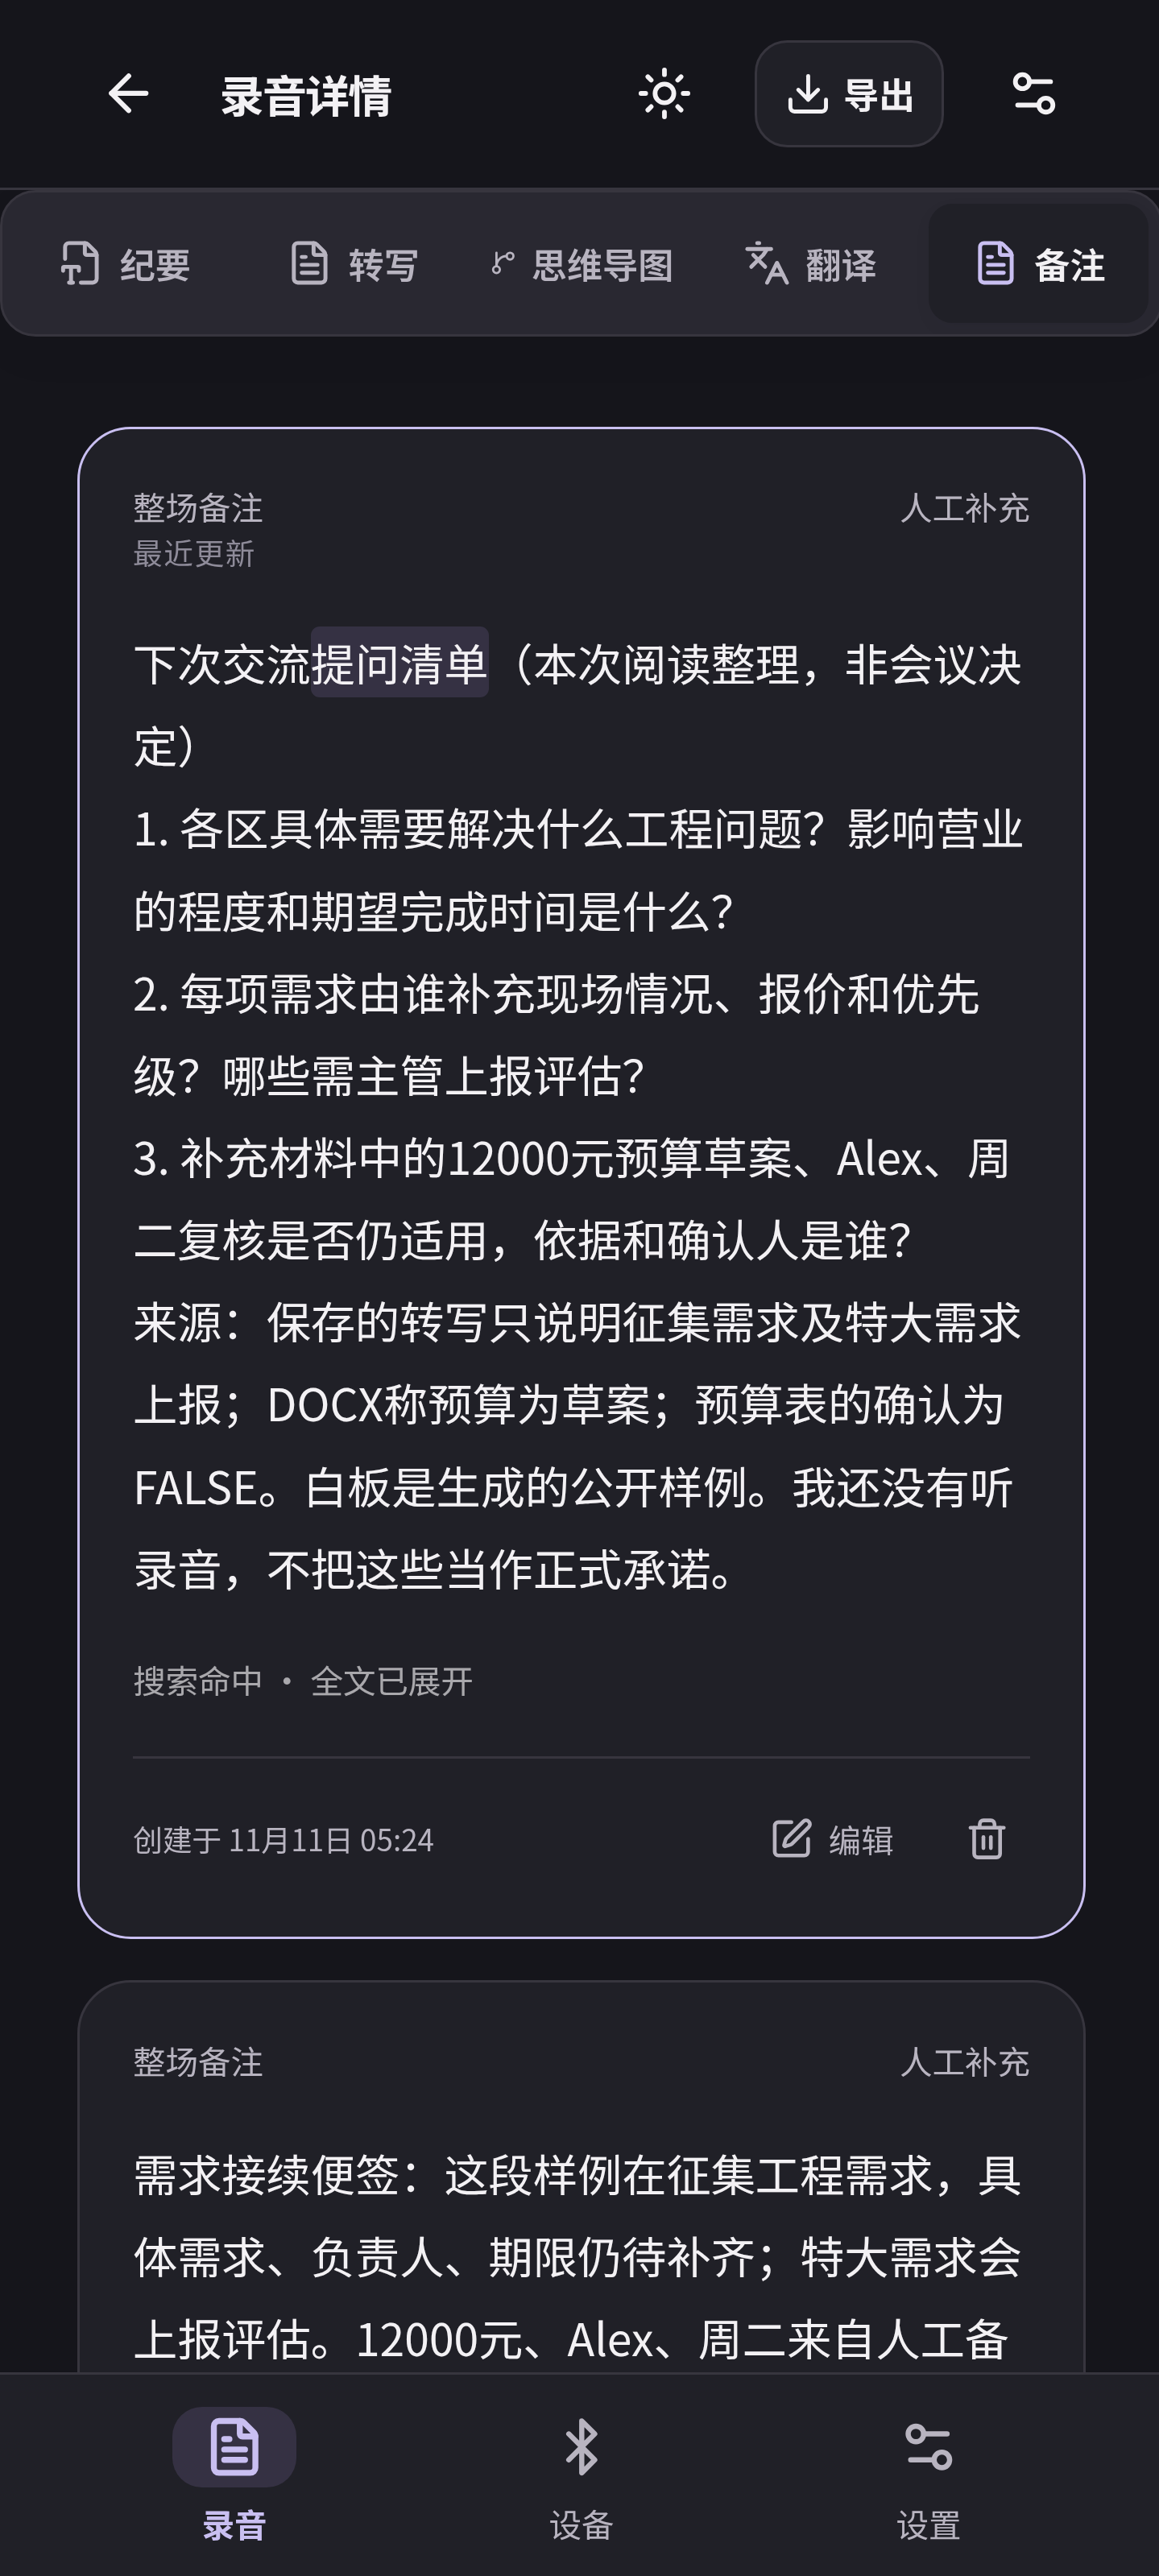 录音详情
导出
纪要
转写
思维导图
翻译
备注
整场备注
人工补充
最近更新
下次交流提问清单（本次阅读整理，非会议决
定）
1. 各区具体需要解决什么工程问题？影响营业
的程度和期望完成时间是什么？
2. 每项需求由谁补充现场情况、报价和优先
级？哪些需主管上报评估？
3. 补充材料中的12000元预算草案、Alex、周
二复核是否仍适用，依据和确认人是谁？
来源：保存的转写只说明征集需求及特大需求
上报；DOCX称预算为草案；预算表的确认为
FALSE。白板是生成的公开样例。我还没有听
录音，不把这些当作正式承诺。
搜索命中 · 全文已展开
创建于 11月11日 05:24
编辑
整场备注
人工补充
需求接续便签：这段样例在征集工程需求，具
体需求、负责人、期限仍待补齐；特大需求会
上报评估。12000元、Alex、周二来自人工备
录音
设备
设置